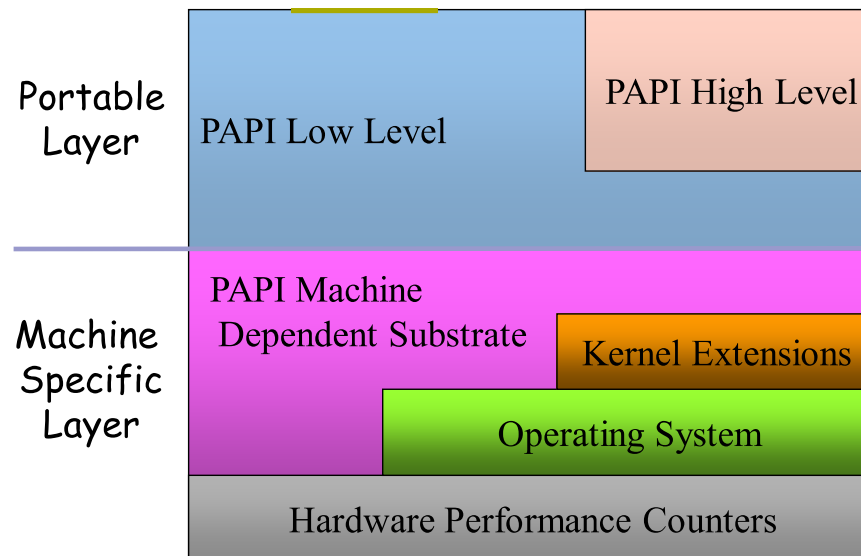 Portable
Layer
PAPI Low Level
PAPI High Level
Machine
Specific
Layer
PAPI Machine
Dependent Substrate
Kernel Extensions
Operating System
Hardware Performance Counters